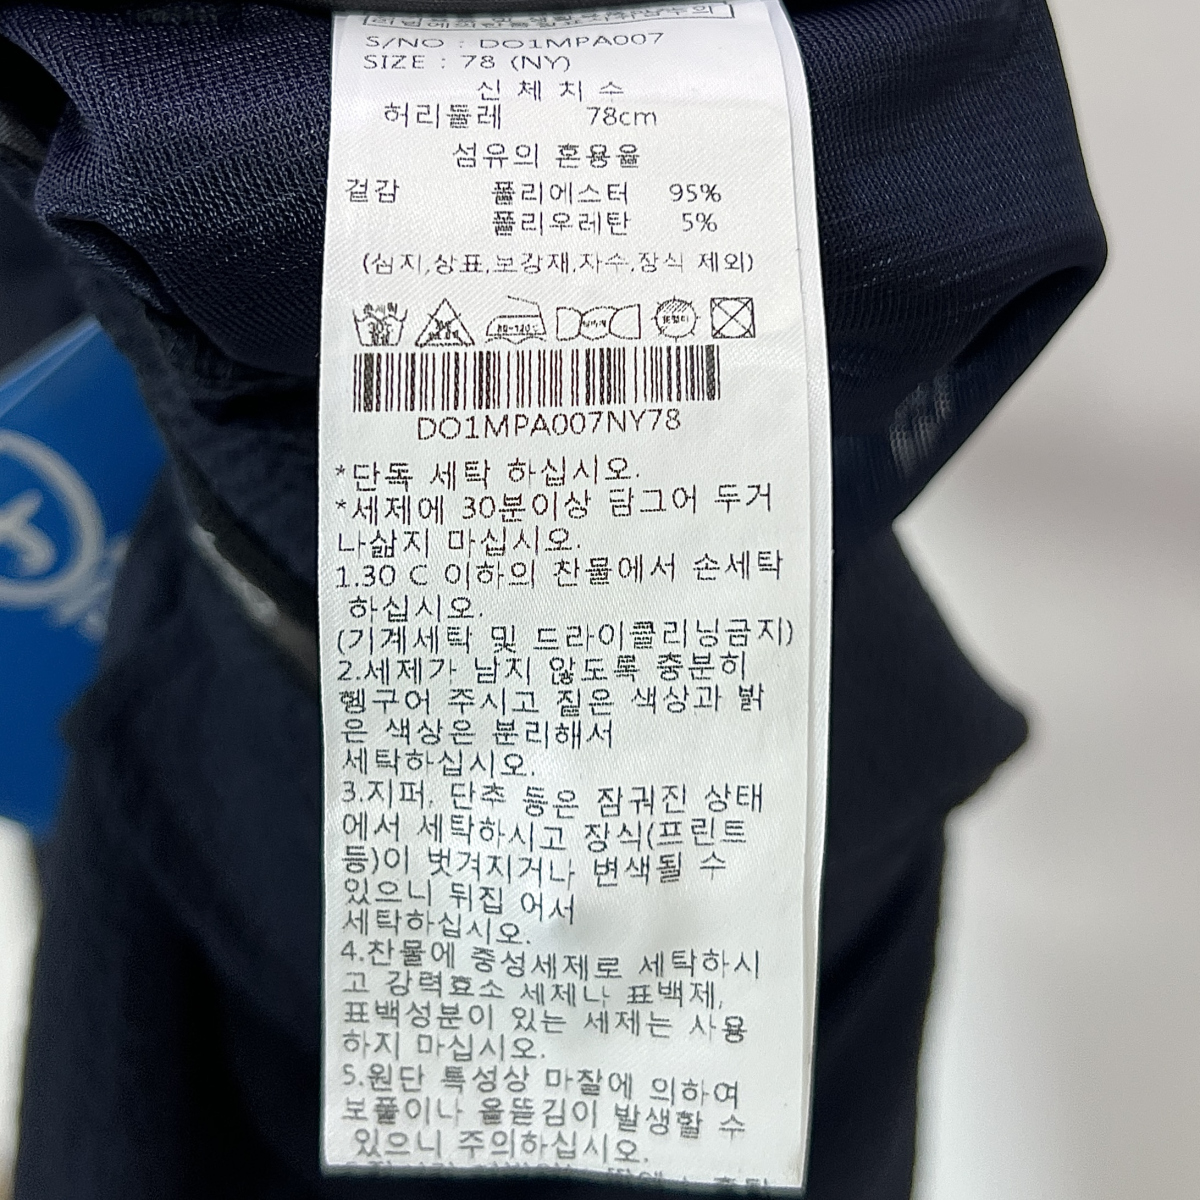 S/NO : DO1MPA007
SIZE : 78 (NY)
신 체 치 수
허리둘레 78cm
섬유의 혼용율
겉감 폴리에스터 95%
폴리우레탄 5%
(심지,상표,보강재,자수,장식 제외)
80~120℃
DO1MPA007NY78
*단독 세탁 하십시오.
*세제에 30분이상 담그어 두거
나삶지 마십시오.
1.30 C 이하의 찬물에서 손세탁
하십시오.
(기계세탁 및 드라이클리닝금지)
2.세제가 남지 않도록 충분히
헹구어 주시고 짙은 색상과 밝
은 색상은 분리해서
세탁하십시오.
3.지퍼, 단추 등은 잠궈진 상태
에서 세탁하시고 장식(프린트
등)이 벗겨지거나 변색될 수
있으니 뒤집 어서
세탁하십시오.
4.찬물에 중성세제로 세탁하시
고 강력효소 세제나 표백제,
표백성분이 있는 세제는 사용
하지 마십시오.
5.원단 특성상 마찰에 의하여
보풀이나 올뜯김이 발생할 수
있으니 주의하십시오.